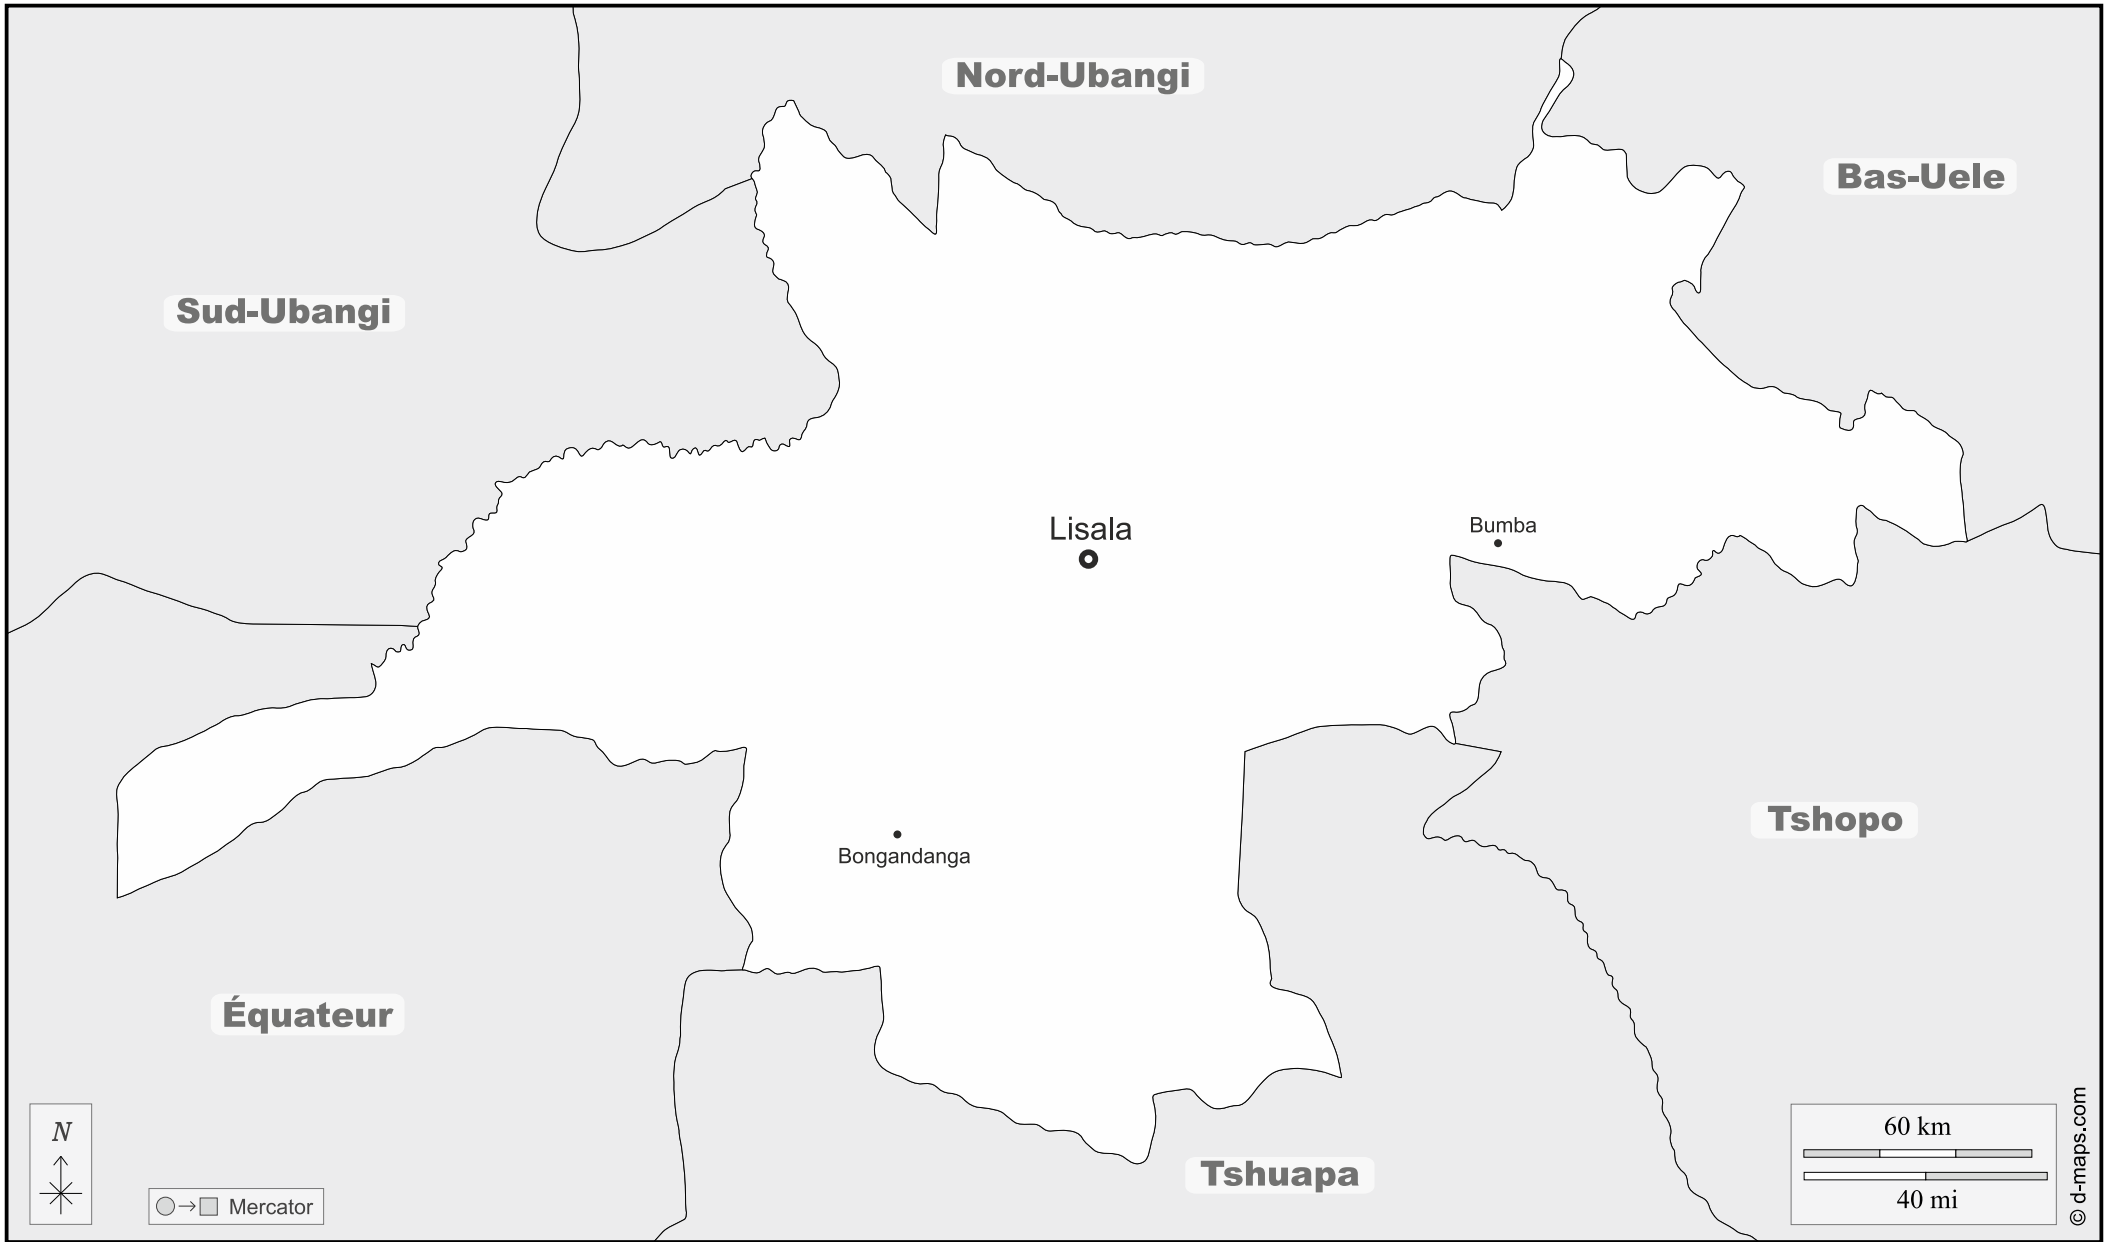 Nord-Ubangi
Bas-Uele
Sud-Ubangi
Lisala
Bumba
Tshopo
Bongandanga
Équateur
Tshuapa
N
Mercator
60 km
40 mi
© d-maps.com